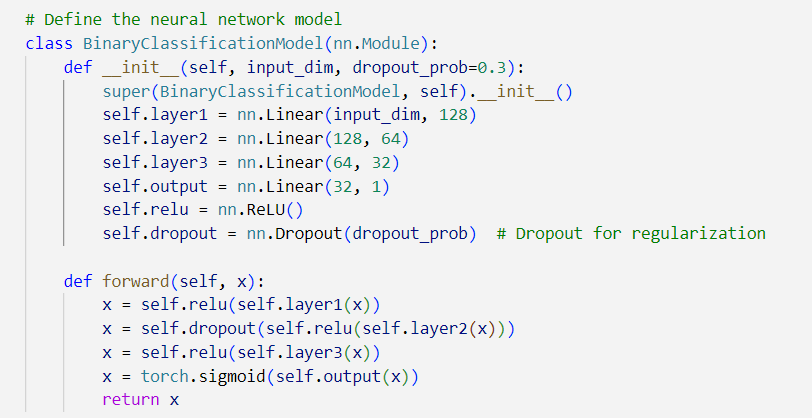 # Define the neural network model
class BinaryClassificationModel(nn.Module):
    def __init__(self, input_dim, dropout_prob=0.3):
        super(BinaryClassificationModel, self).__init__()
        self.layer1 = nn.Linear(input_dim, 128)
        self.layer2 = nn.Linear(128, 64)
        self.layer3 = nn.Linear(64, 32)
        self.output = nn.Linear(32, 1)
        self.relu = nn.ReLU()
        self.dropout = nn.Dropout(dropout_prob)  # Dropout for regularization

    def forward(self, x):
        x = self.relu(self.layer1(x))
        x = self.dropout(self.relu(self.layer2(x)))
        x = self.relu(self.layer3(x))
        x = torch.sigmoid(self.output(x))
        return x